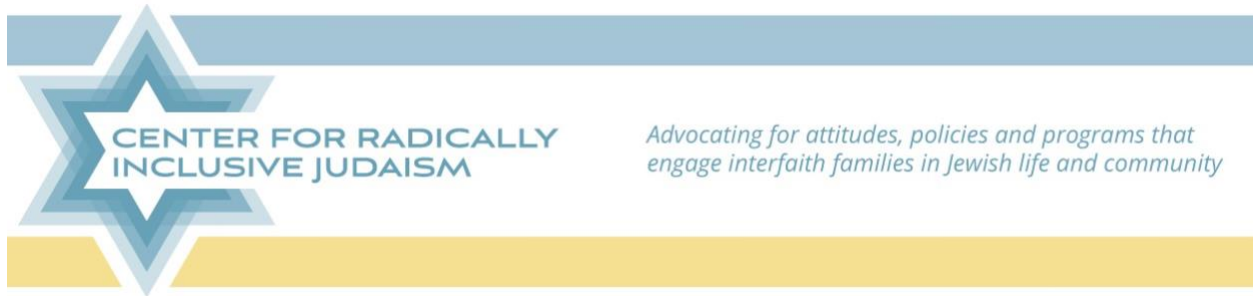 CENTER FOR RADICALLY
INCLUSIVE JUDAISM
Advocating for attitudes, policies and programs that
engage interfaith families in Jewish life and community